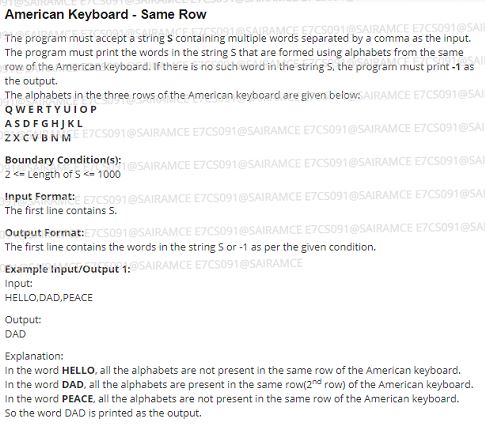 American Keyboard - Same Row
The program must accept a string S containing multiple words separated by a comma as the input.
The program must print the words in the string S that are formed using alphabets from the same
row of the American keyboard. If there is no such word in the string S, the program must print -1 as
the output.
The alphabets in the three rows of the American keyboard are given below:
Q W E R T Y U I O P
A S D F G H J K L
Z X C V B N M
Boundary Condition(s):
2 <= Length of S <= 1000
Input Format:
The first line contains S.
Output Format:
The first line contains the words in the string S or -1 as per the given condition.
Example Input/Output 1:
Input:
HELLO,DAD,PEACE
Output:
DAD
Explanation:
In the word HELLO, all the alphabets are not present in the same row of the American keyboard.
In the word DAD, all the alphabets are present in the same row(2nd row) of the American keyboard.
In the word PEACE, all the alphabets are not present in the same row of the American keyboard.
So the word DAD is printed as the output.